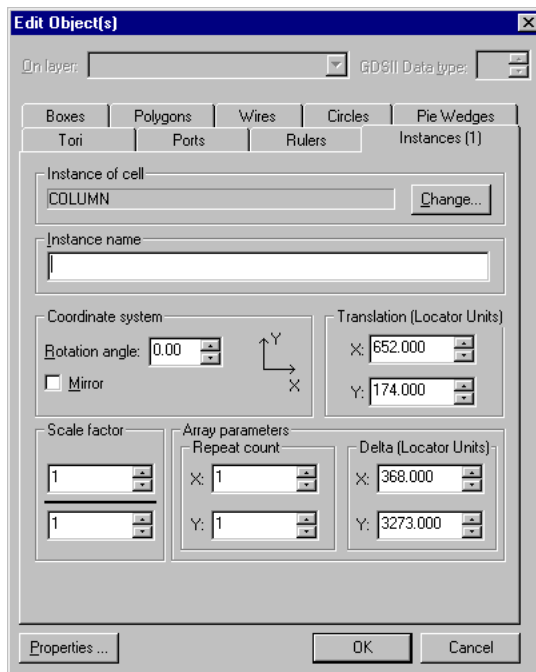 Edit Object(s)
On layer: GDSII Data type:
Boxes Polygons Wires Circles Pie Wedges
Tori Ports Rulers Instances (1)
Instance of cell
COLUMN Change...
Instance name
Coordinate system Translation (Locator Units)
Rotation angle: 0.00 Y X X: 652.000
Mirror Y: 174.000
Scale factor Array parameters
Repeat count Delta (Locator Units)
1 X: 1 X: 368.000
1 Y: 1 Y: 3273.000
Properties ... OK Cancel